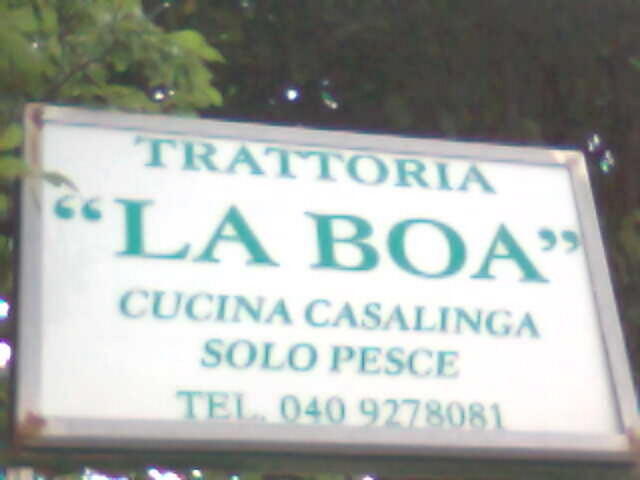 TRATTORIA
“LA BOA”
CUCINA CASALINGA
SOLO PESCE
TEL. 040 9278081